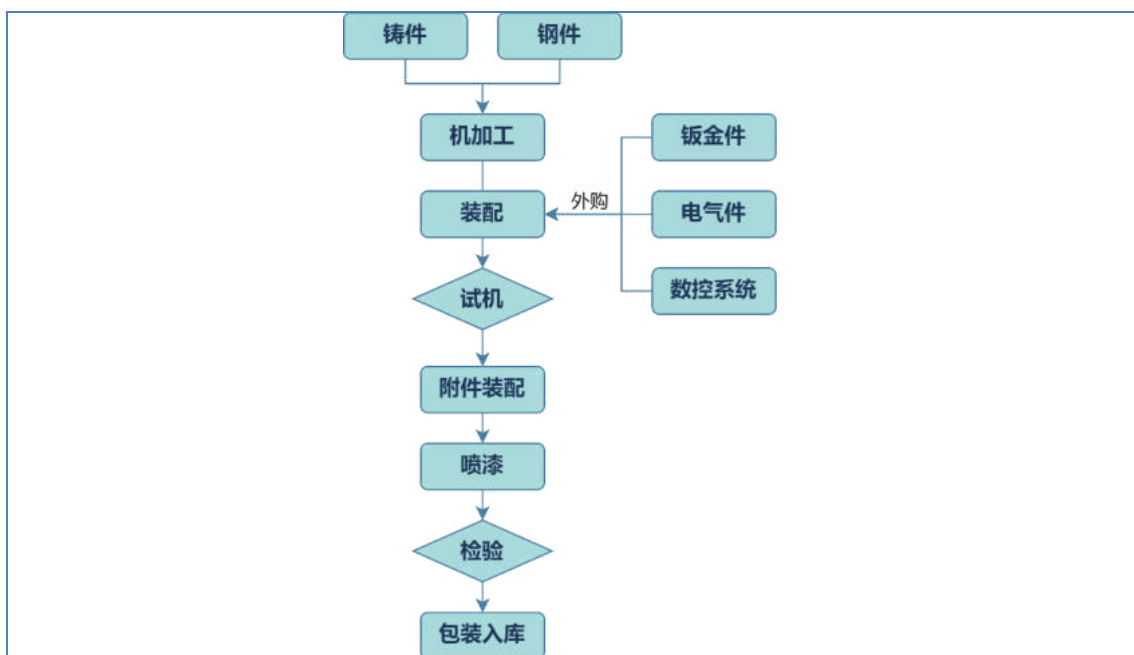 铸件
钢件
机加工
钣金件
外购
装配
电气件
试机
数控系统
附件装配
喷漆
检验
包装入库